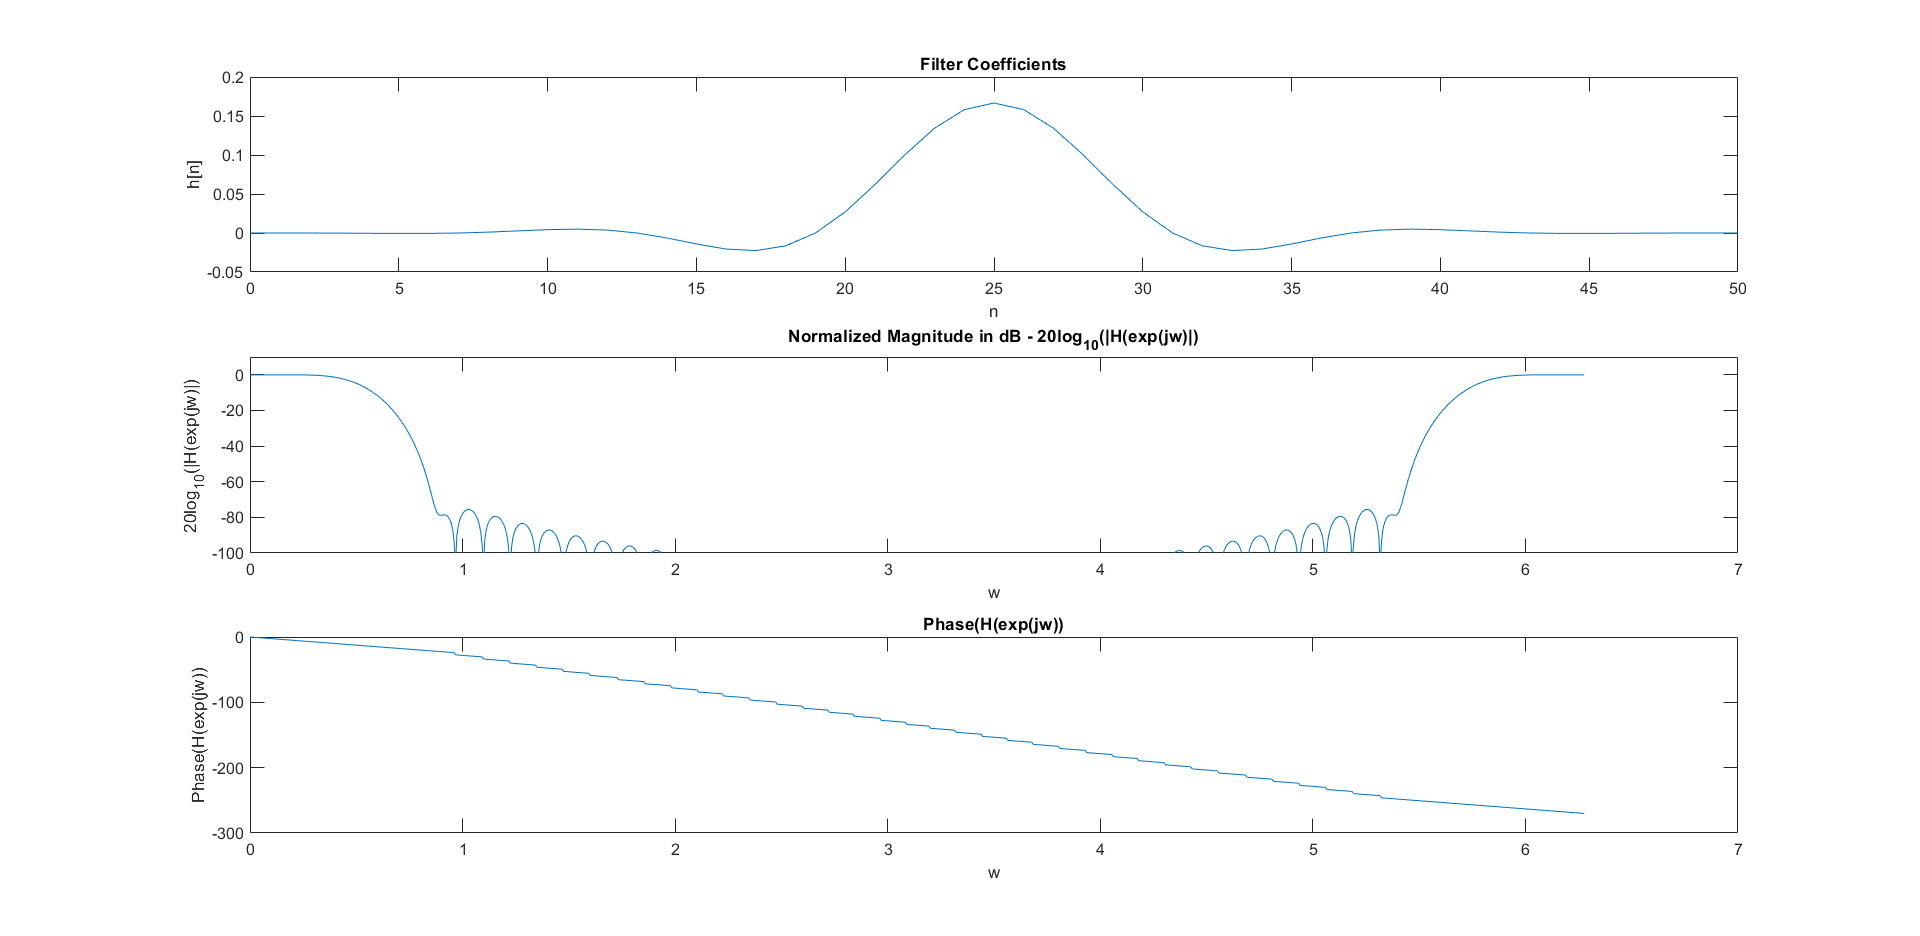 Filter Coefficients
0.2
0.15
0.1
0.05
0
-0.05
h[n]
0 5 10 15 20 25 30 35 40 45 50
n
Normalized Magnitude in dB - 20log10(|H(exp(jw)|)
0
-20
-40
-60
-80
-100
20log10(|H(exp(jw)|)
0 1 2 3 4 5 6 7
w
Phase(H(exp(jw))
0
-100
-200
-300
Phase(H(exp(jw))
0 1 2 3 4 5 6 7
w